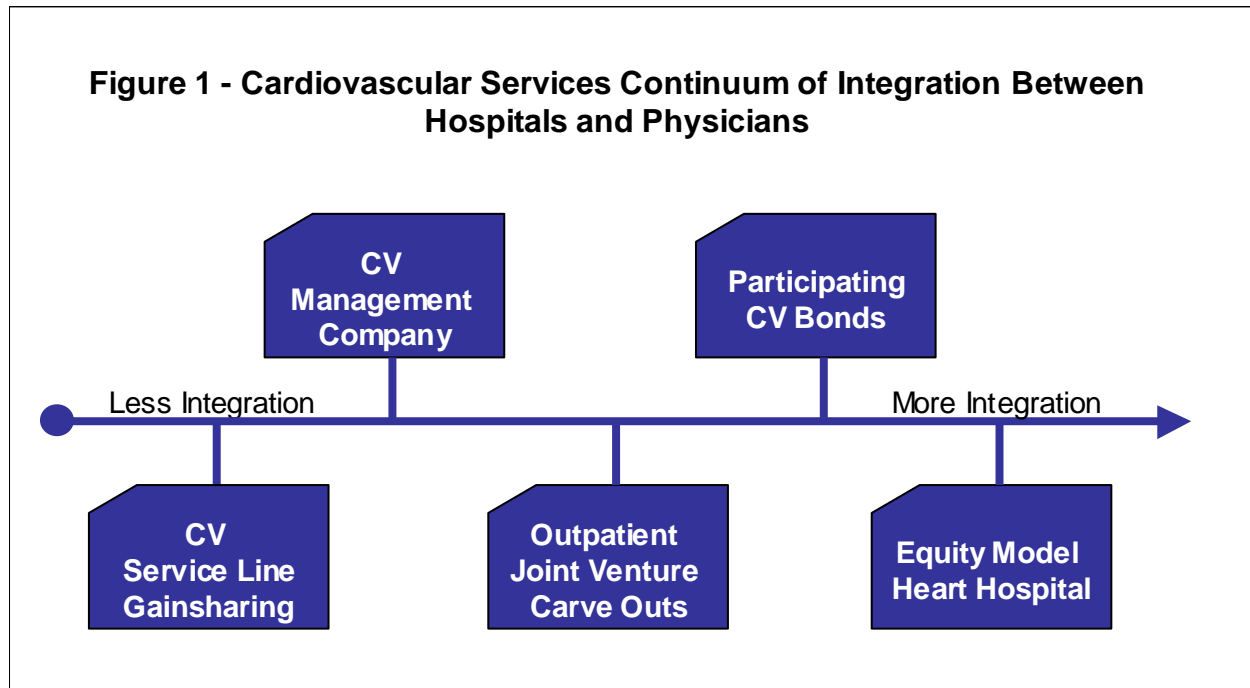 Figure 1 - Cardiovascular Services Continuum of Integration Between
Hospitals and Physicians
CV
Management
Company
Participating
CV Bonds
Less Integration
More Integration
CV
Service Line
Gainsharing
Outpatient
Joint Venture
Carve Outs
Equity Model
Heart Hospital